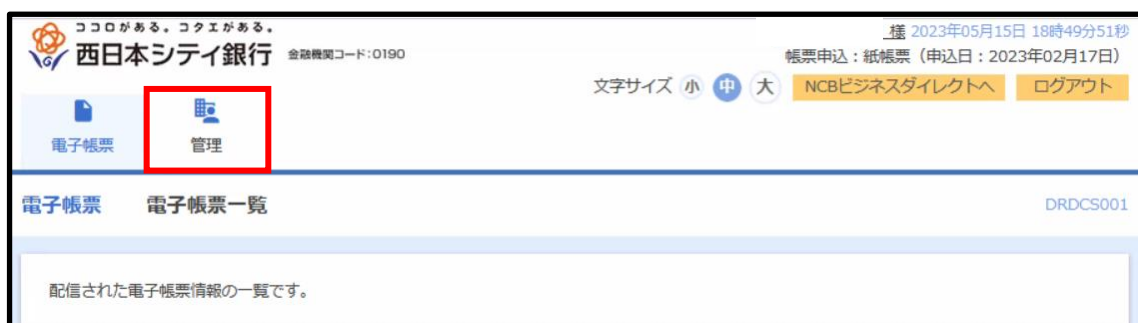 ココロがある。コタエがある。
西日本シティ銀行 金融機関コード:0190
様 2023年05月15日 18時49分51秒
帳票申込：紙帳票（申込日：2023年02月17日）
文字サイズ 小 中 大 NCBビジネスダイレクトへ ログアウト
電子帳票 管理
電子帳票 電子帳票一覧 DRDCS001
配信された電子帳票情報の一覧です。